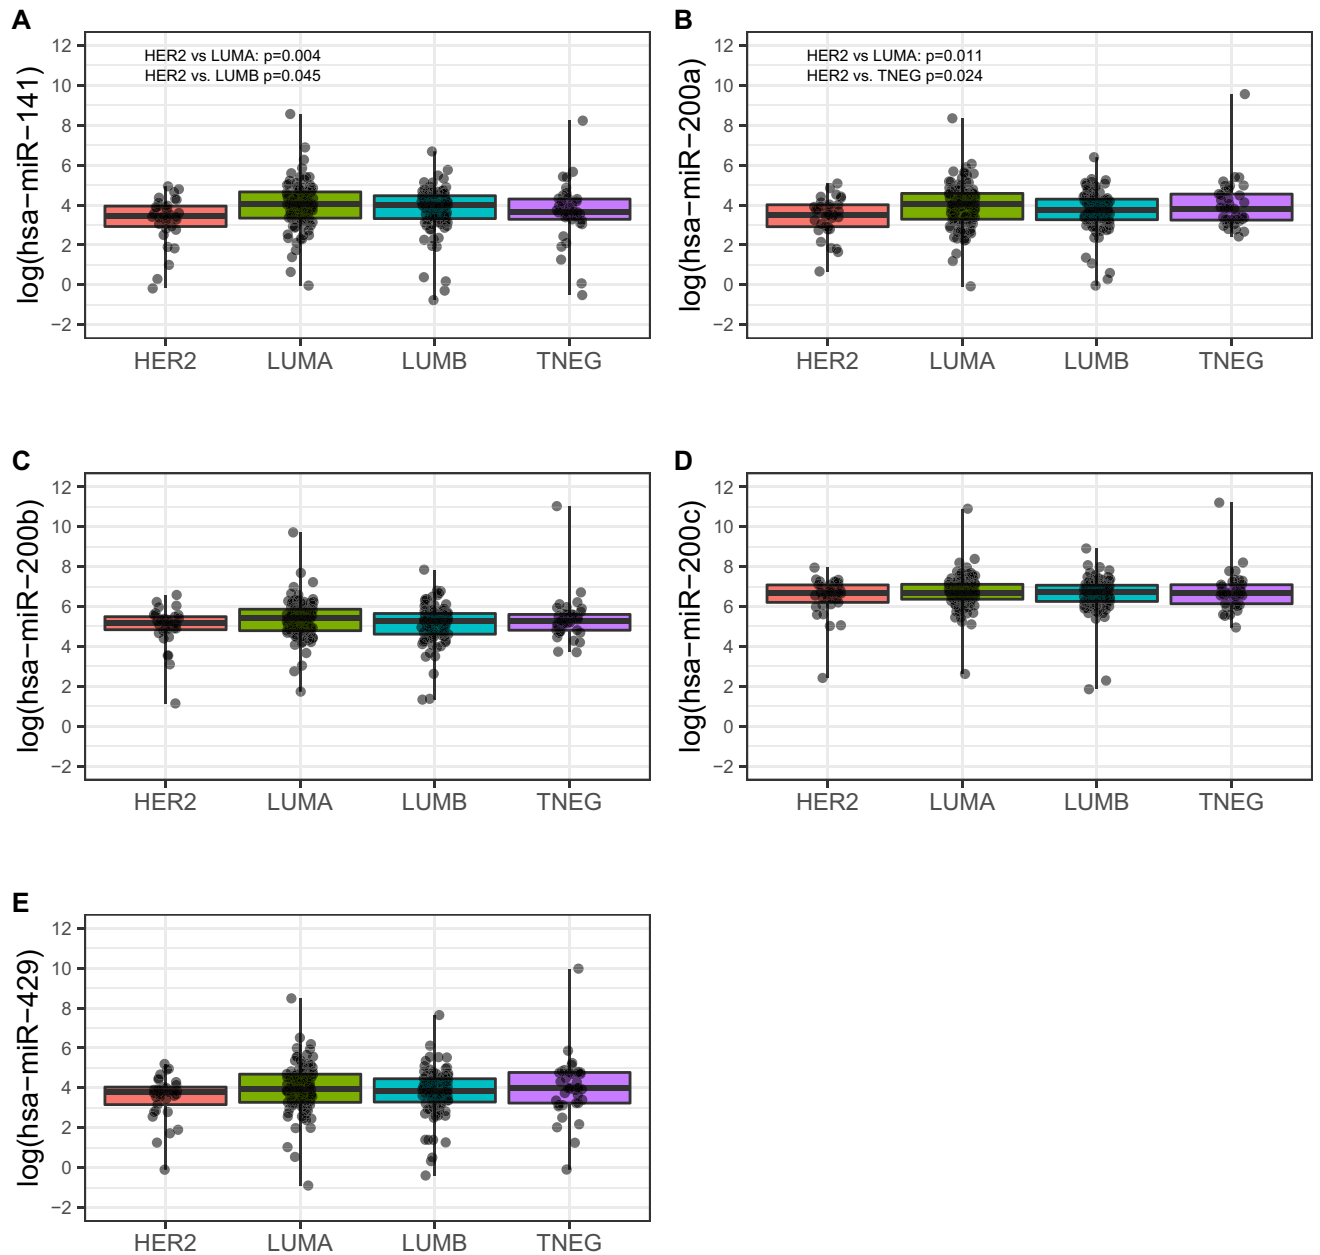 A
HER2 vs LUMA: p=0.004
HER2 vs. LUMB p=0.045
log(hsa−miR−141)
12
10
8
6
4
2
0
−2
HER2 LUMA LUMB TNEG
B
HER2 vs LUMA: p=0.011
HER2 vs. TNEG p=0.024
log(hsa−miR−200a)
12
10
8
6
4
2
0
−2
HER2 LUMA LUMB TNEG
C
log(hsa−miR−200b)
12
10
8
6
4
2
0
−2
HER2 LUMA LUMB TNEG
D
log(hsa−miR−200c)
12
10
8
6
4
2
0
−2
HER2 LUMA LUMB TNEG
E
log(hsa−miR−429)
12
10
8
6
4
2
0
−2
HER2 LUMA LUMB TNEG